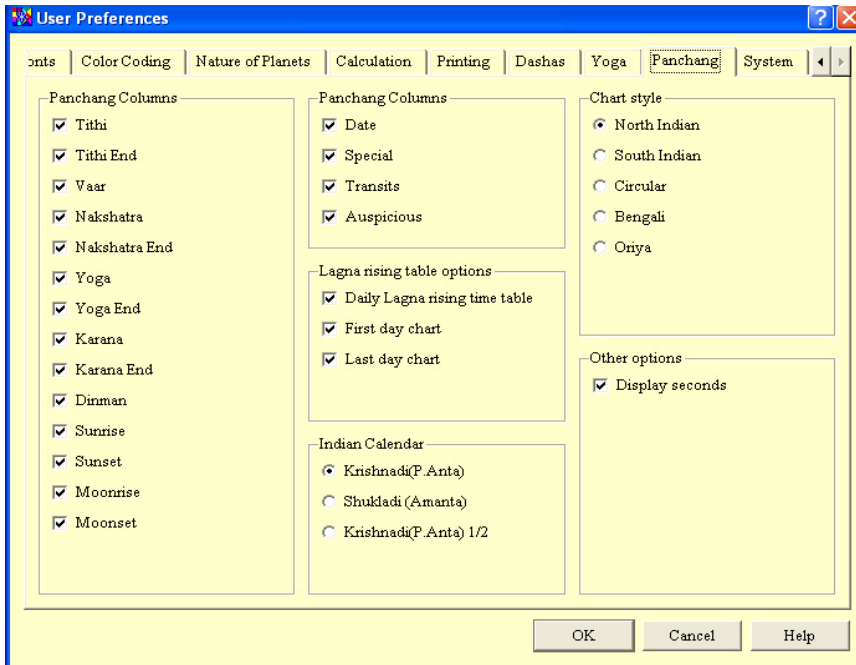 User Preferences
onts Color Coding Nature of Planets Calculation Printing Dashas Yoga Panchang System
Panchang Columns
Tithi
Tithi End
Vaar
Nakshatra
Nakshatra End
Yoga
Yoga End
Karana
Karana End
Dinman
Sunrise
Sunset
Moonrise
Moonset
Panchang Columns
Date
Special
Transits
Auspicious
Lagna rising table options
Daily Lagna rising time table
First day chart
Last day chart
Indian Calendar
Krishnadi(P.Anta)
Shukladi (Amanta)
Krishnadi(P.Anta) 1/2
Chart style
North Indian
South Indian
Circular
Bengali
Oriya
Other options
Display seconds
OK Cancel Help